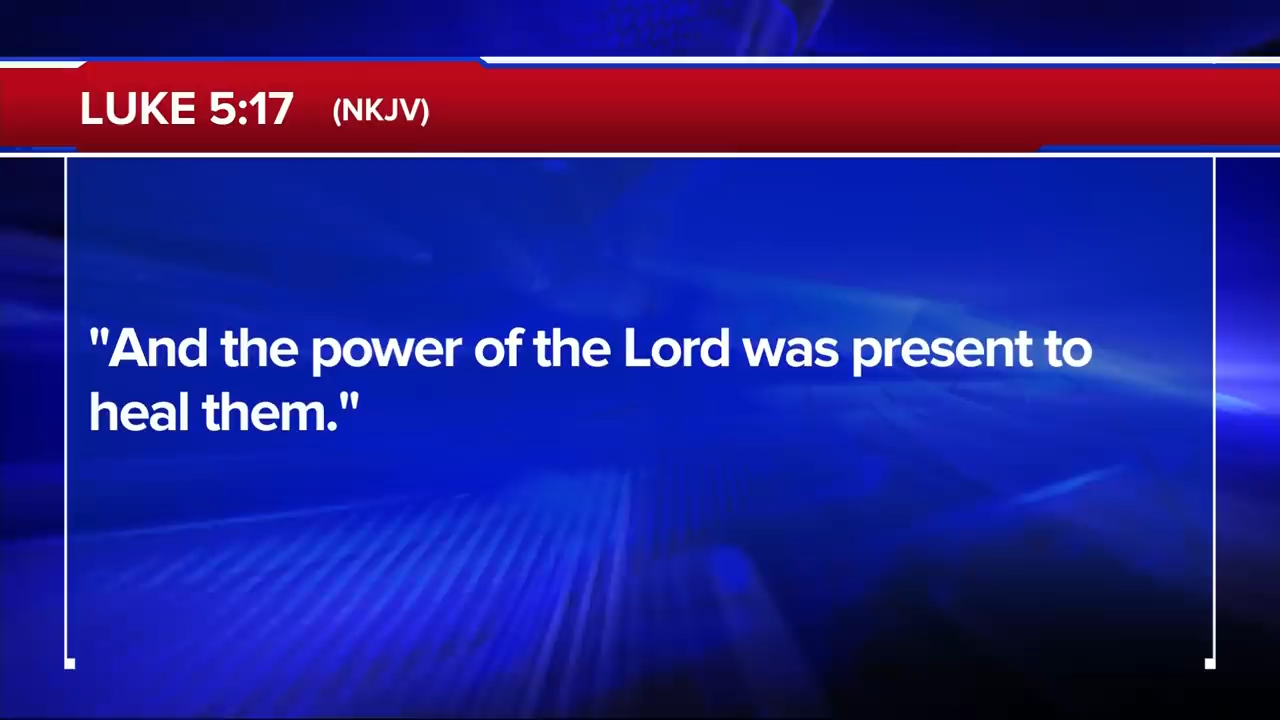 LUKE 5:17 (NKJV)
"And the power of the Lord was present to
heal them."